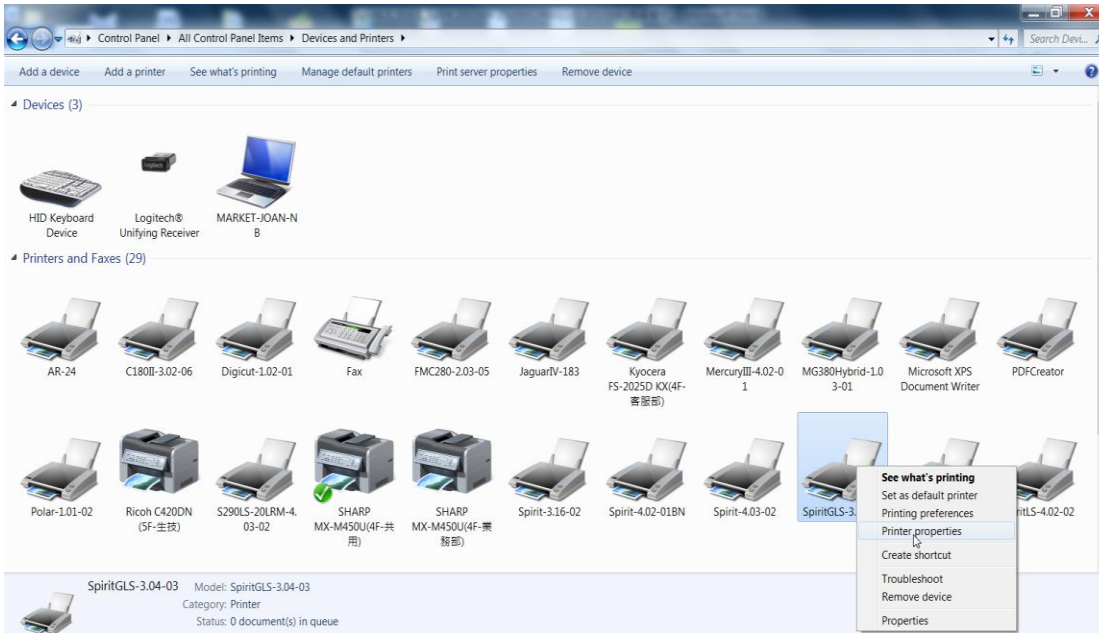 Control Panel ▸ All Control Panel Items ▸ Devices and Printers ▸
Search Devi...
Add a device Add a printer See what's printing Manage default printers Print server properties Remove device
Devices (3)
HID Keyboard
Device
Logitech®
Unifying Receiver
MARKET-JOAN-N
B
Printers and Faxes (29)
AR-24
C180II-3.02-06
Digicut-1.02-01
Fax
FMC280-2.03-05
JaguarIV-183
Kyocera
FS-2025D KX(4F-
客服部)
MercuryIII-4.02-0
1
MG380Hybrid-1.0
3-01
Microsoft XPS
Document Writer
PDFCreator
Polar-1.01-02
Ricoh C420DN
(5F-生技)
S290LS-20LRM-4.
03-02
SHARP
MX-M450U(4F-共
用)
SHARP
MX-M450U(4F-業
務部)
Spirit-3.16-02
Spirit-4.02-01BN
Spirit-4.03-02
SpiritGLS-3.
ritLS-4.02-02
See what's printing
Set as default printer
Printing preferences
Printer properties
Create shortcut
Troubleshoot
Remove device
Properties
SpiritGLS-3.04-03 Model: SpiritGLS-3.04-03
Category: Printer
Status: 0 document(s) in queue